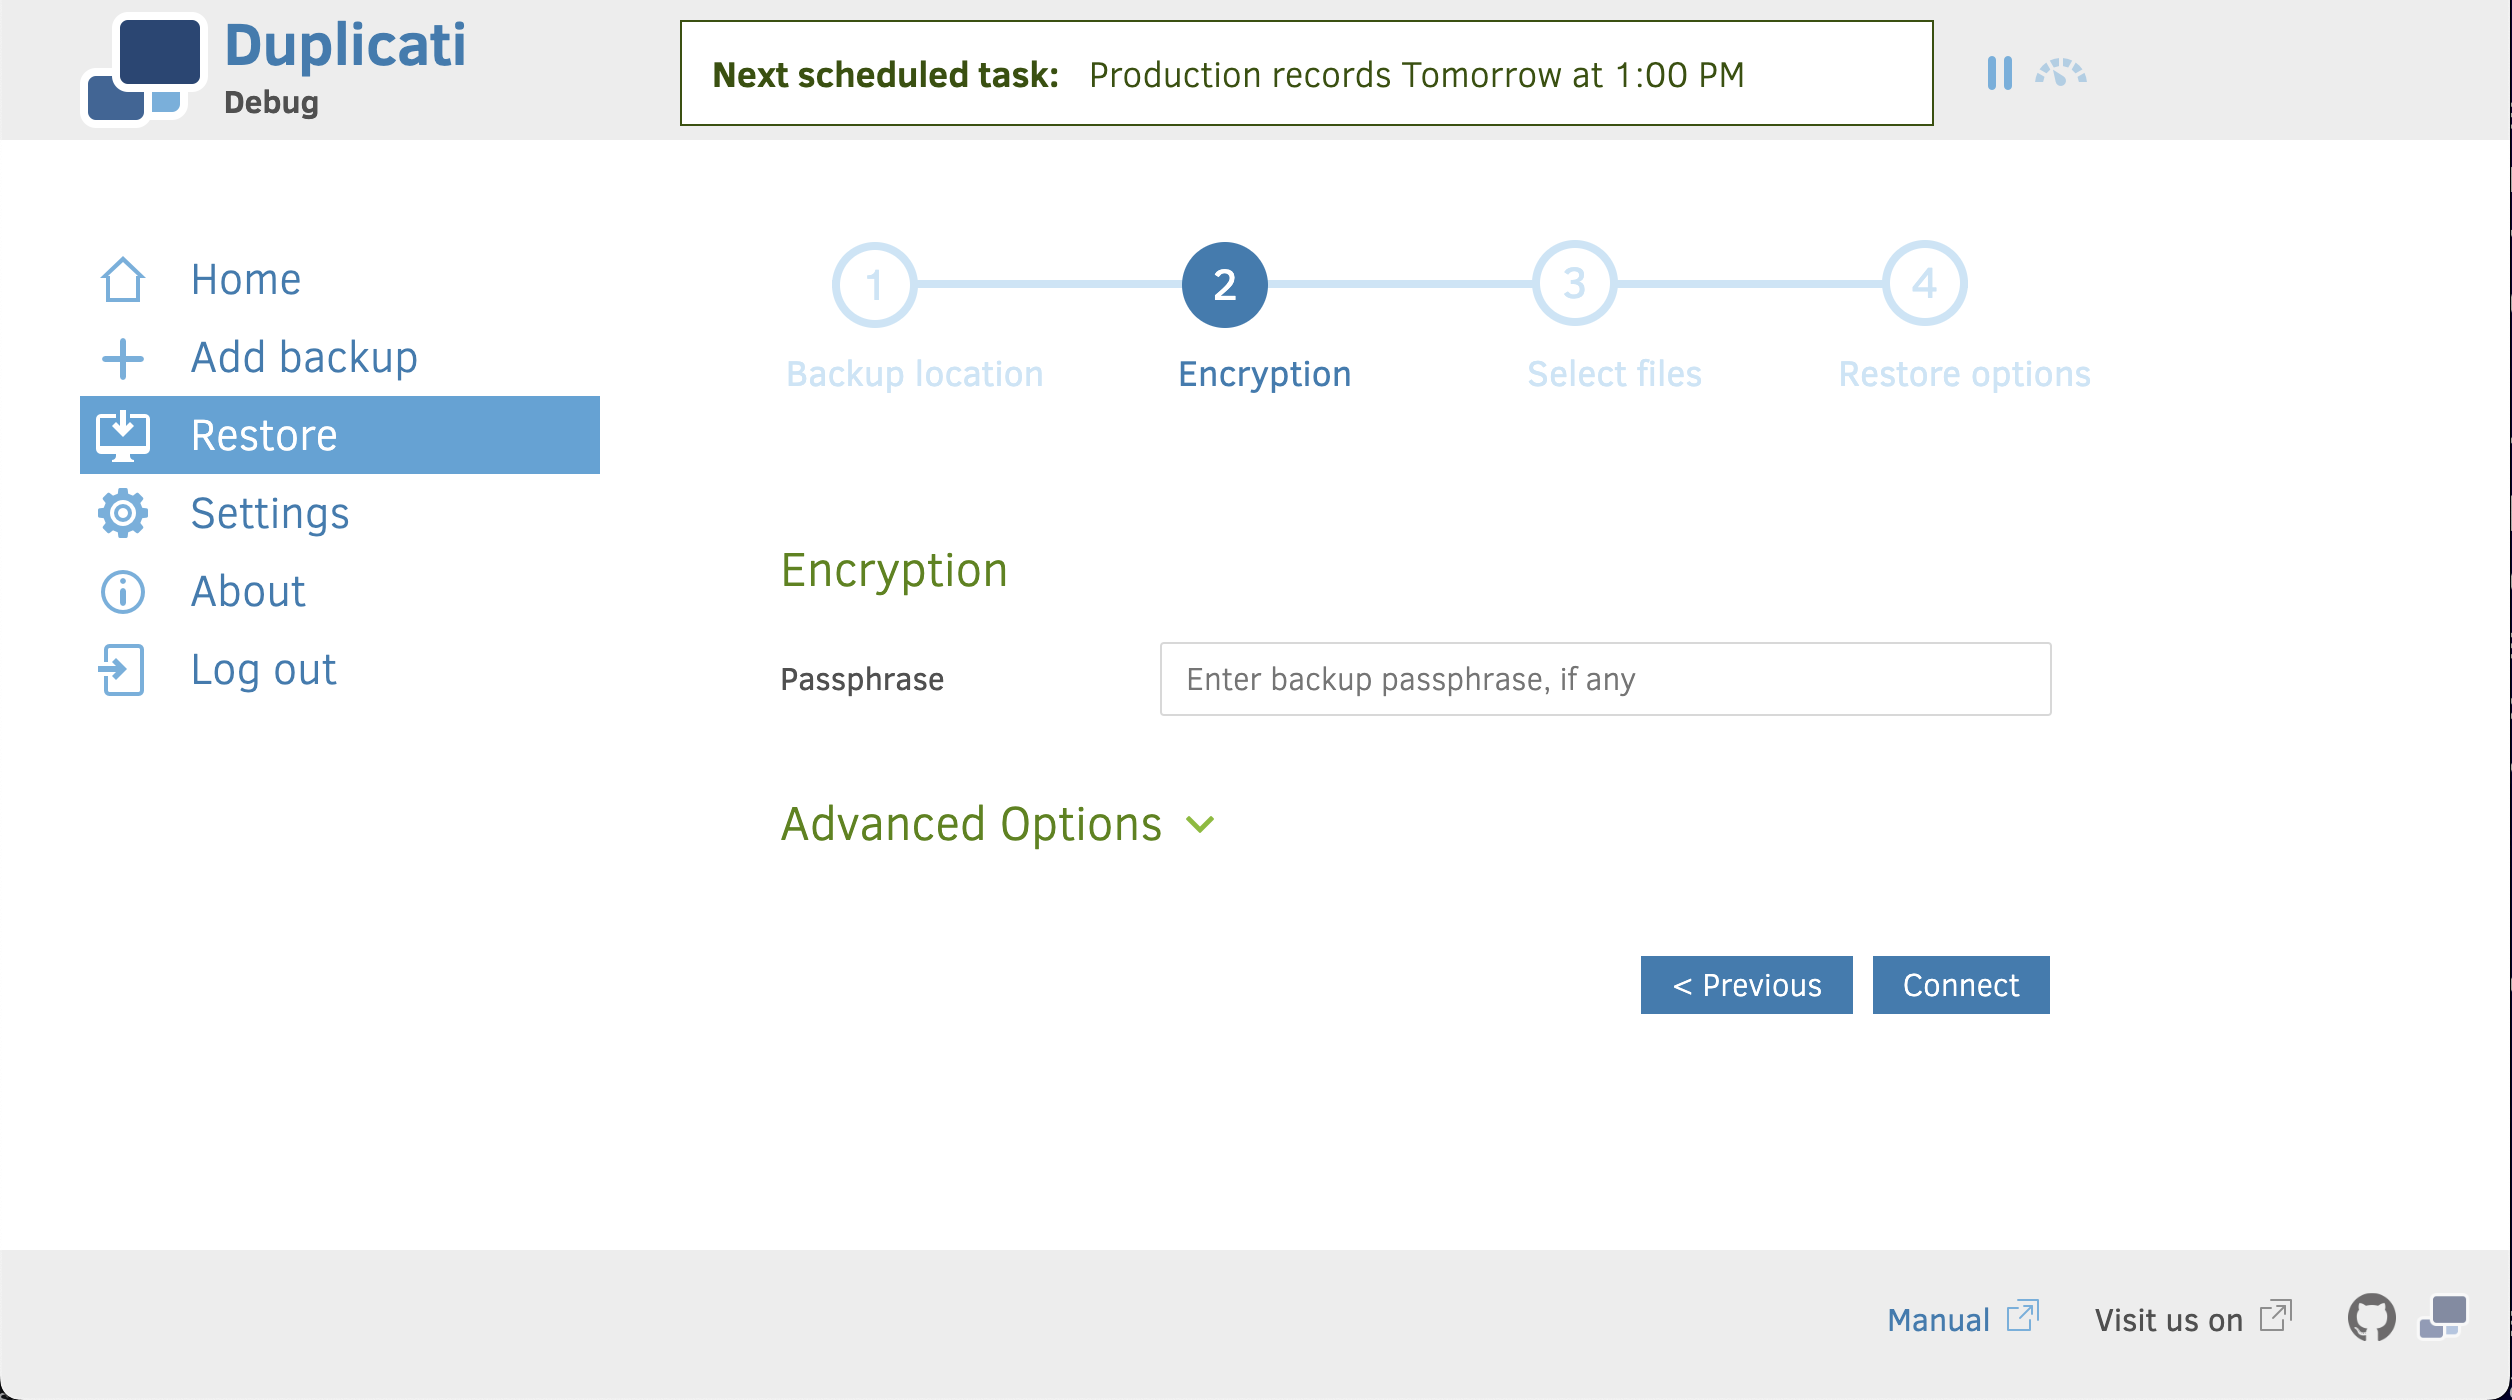 Duplicati
Debug
Next scheduled task: Production records Tomorrow at 1:00 PM
Home
Add backup
Restore
Settings
About
Log out
1
2
3
4
Backup location
Encryption
Select files
Restore options
Encryption
Passphrase
Enter backup passphrase, if any
Advanced Options
< Previous
Connect
Manual
Visit us on